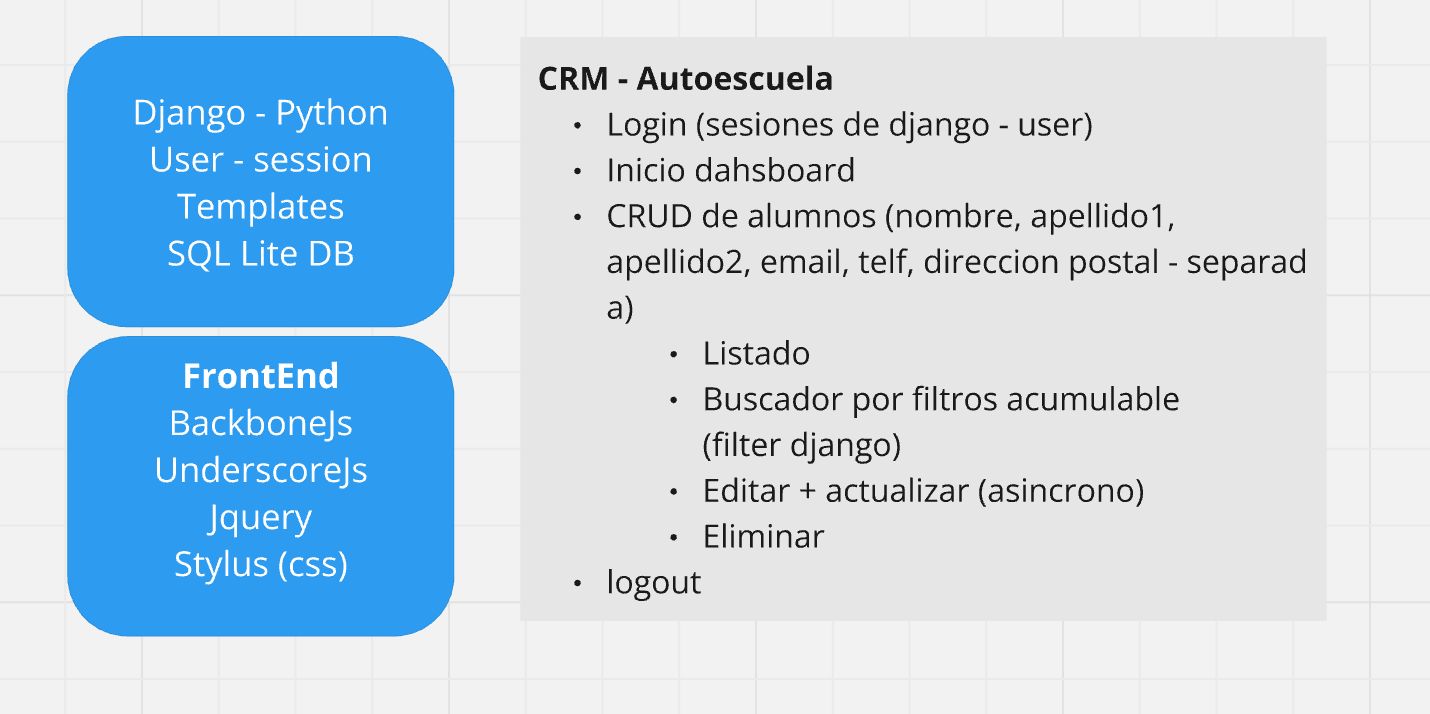 Django - Python
User - session
Templates
SQL Lite DB
FrontEnd
BackboneJs
UnderscoreJs
Jquery
Stylus (css)
CRM - Autoescuela
• Login (sesiones de django - user)
• Inicio dahsboard
• CRUD de alumnos (nombre, apellido1,
apellido2, email, telf, direccion postal - separad
a)
• Listado
• Buscador por filtros acumulable
(filter django)
• Editar + actualizar (asincrono)
• Eliminar
• logout